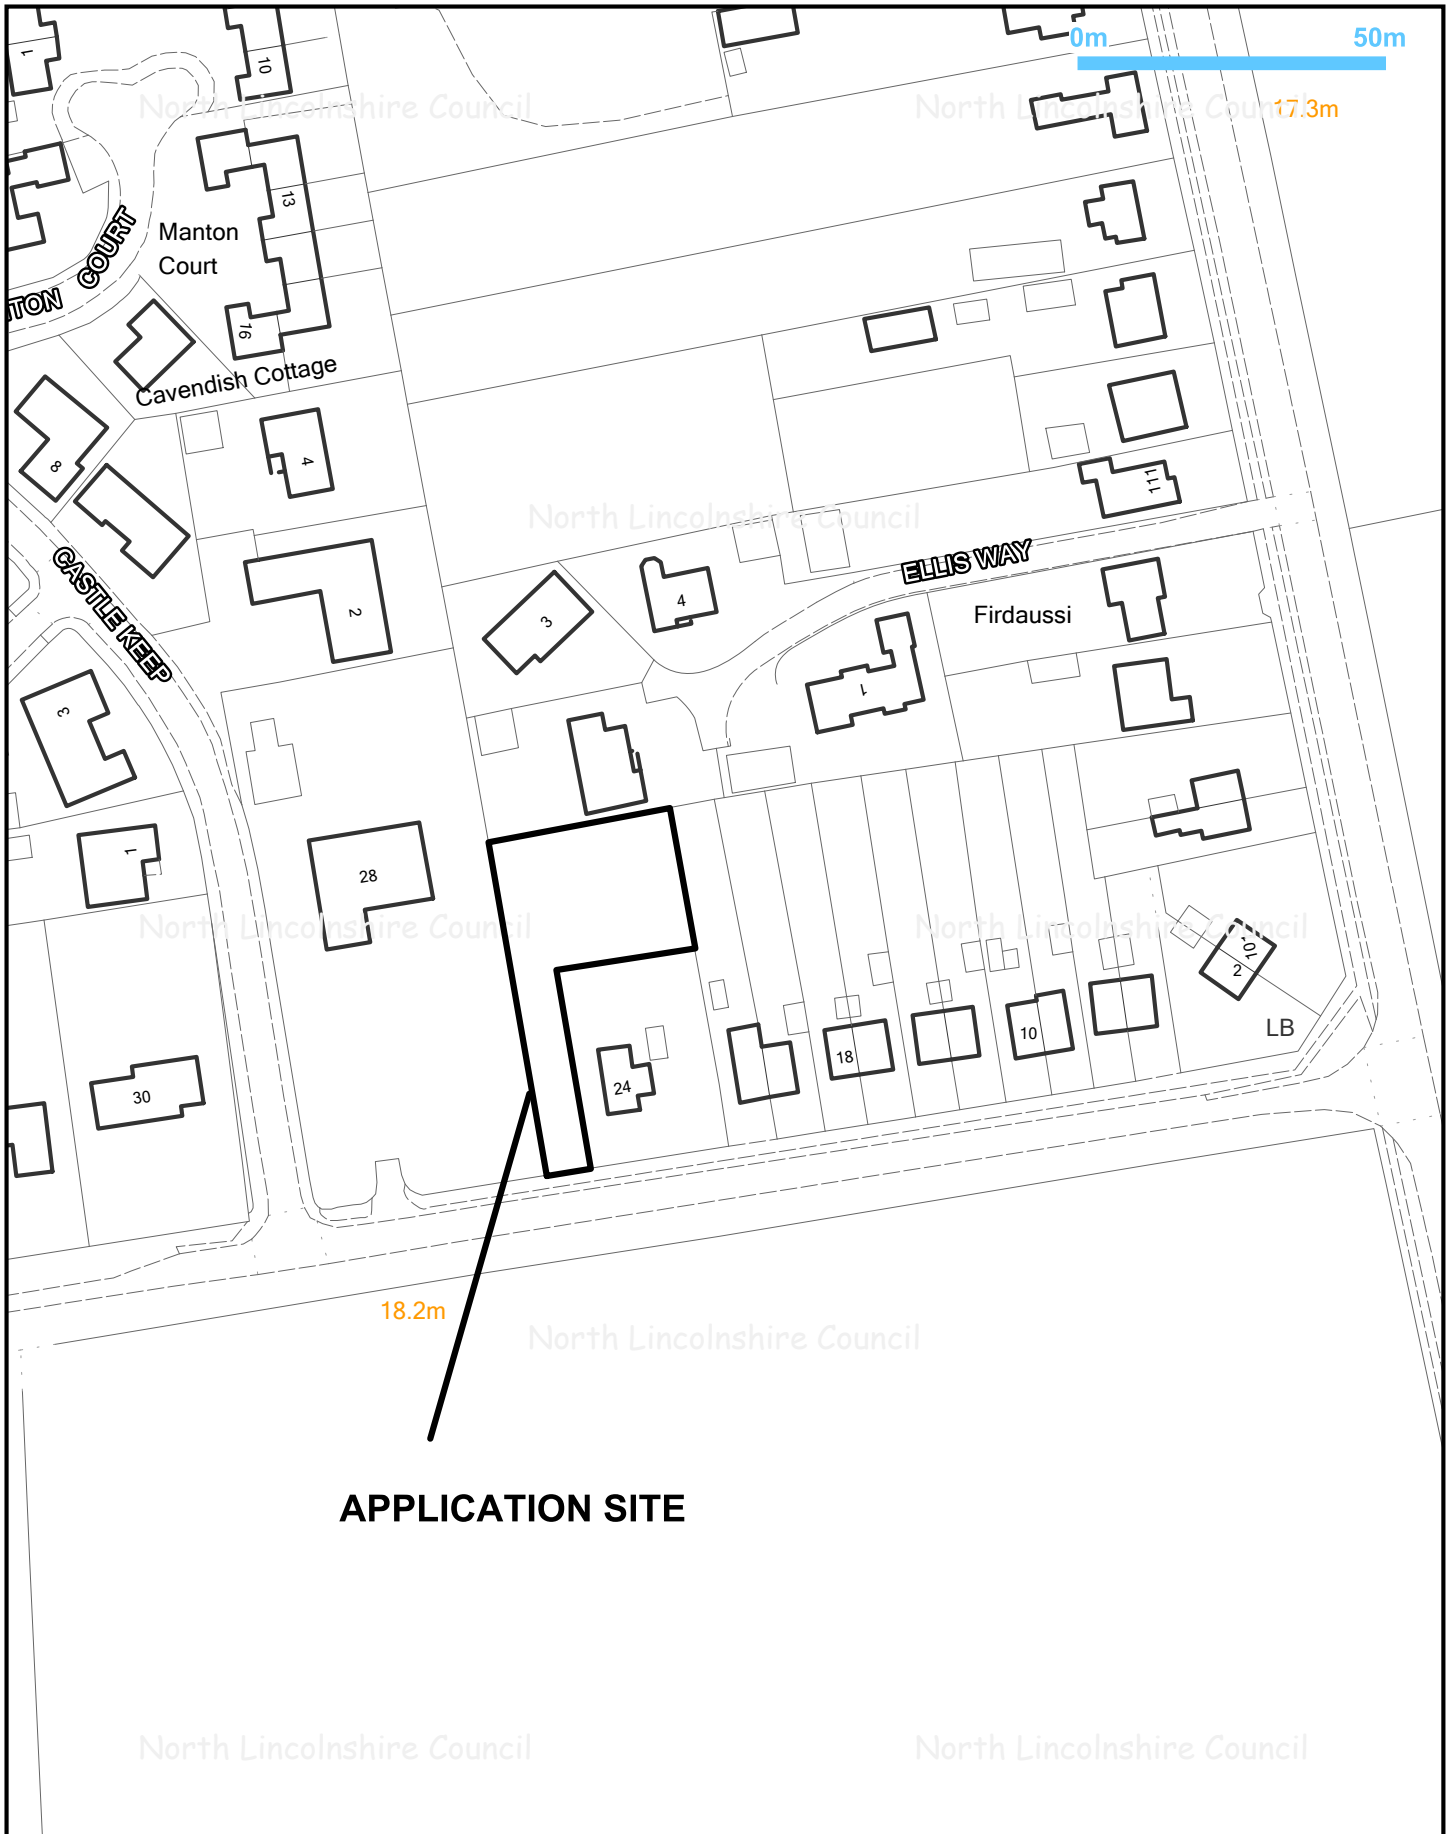 0m 50m
1
10
North Lincolnshire Council
North Lincolnshire Council
17.3m
13
COURT
Manton
Court
TON
16
Cavendish Cottage
8
4
North Lincolnshire Council
111
ELLIS WAY
CASTLE KEEP
2
3
4
Firdaussi
3
1
1
28
North Lincolnshire Council
North Lincolnshire Council
101
2
LB
10
18
24
30
18.2m
North Lincolnshire Council
APPLICATION SITE
North Lincolnshire Council
North Lincolnshire Council